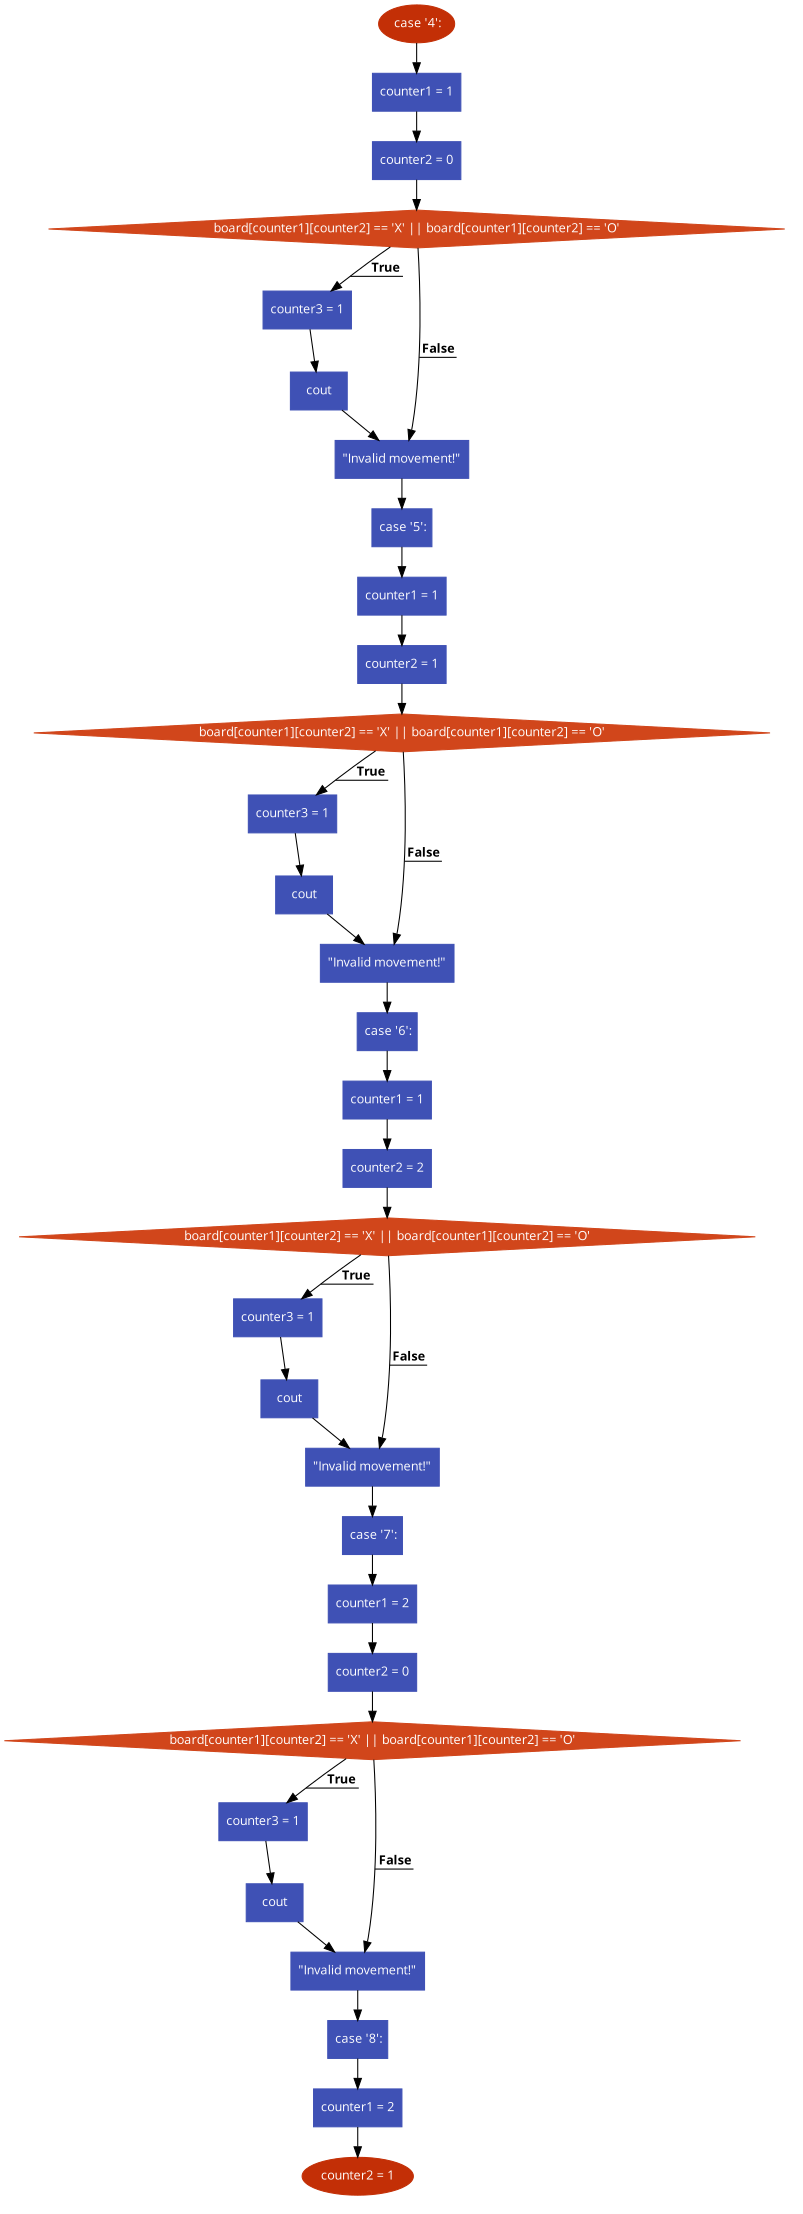 case '4':
counter1 = 1
counter2 = 0
board[counter1][counter2] == 'X' || board[counter1][counter2] == 'O'
True
counter3 = 1
False
cout
"Invalid movement!"
case '5':
counter1 = 1
counter2 = 1
board[counter1][counter2] == 'X' || board[counter1][counter2] == 'O'
True
counter3 = 1
False
cout
"Invalid movement!"
case '6':
counter1 = 1
counter2 = 2
board[counter1][counter2] == 'X' || board[counter1][counter2] == 'O'
True
counter3 = 1
False
cout
"Invalid movement!"
case '7':
counter1 = 2
counter2 = 0
board[counter1][counter2] == 'X' || board[counter1][counter2] == 'O'
True
counter3 = 1
False
cout
"Invalid movement!"
case '8':
counter1 = 2
counter2 = 1